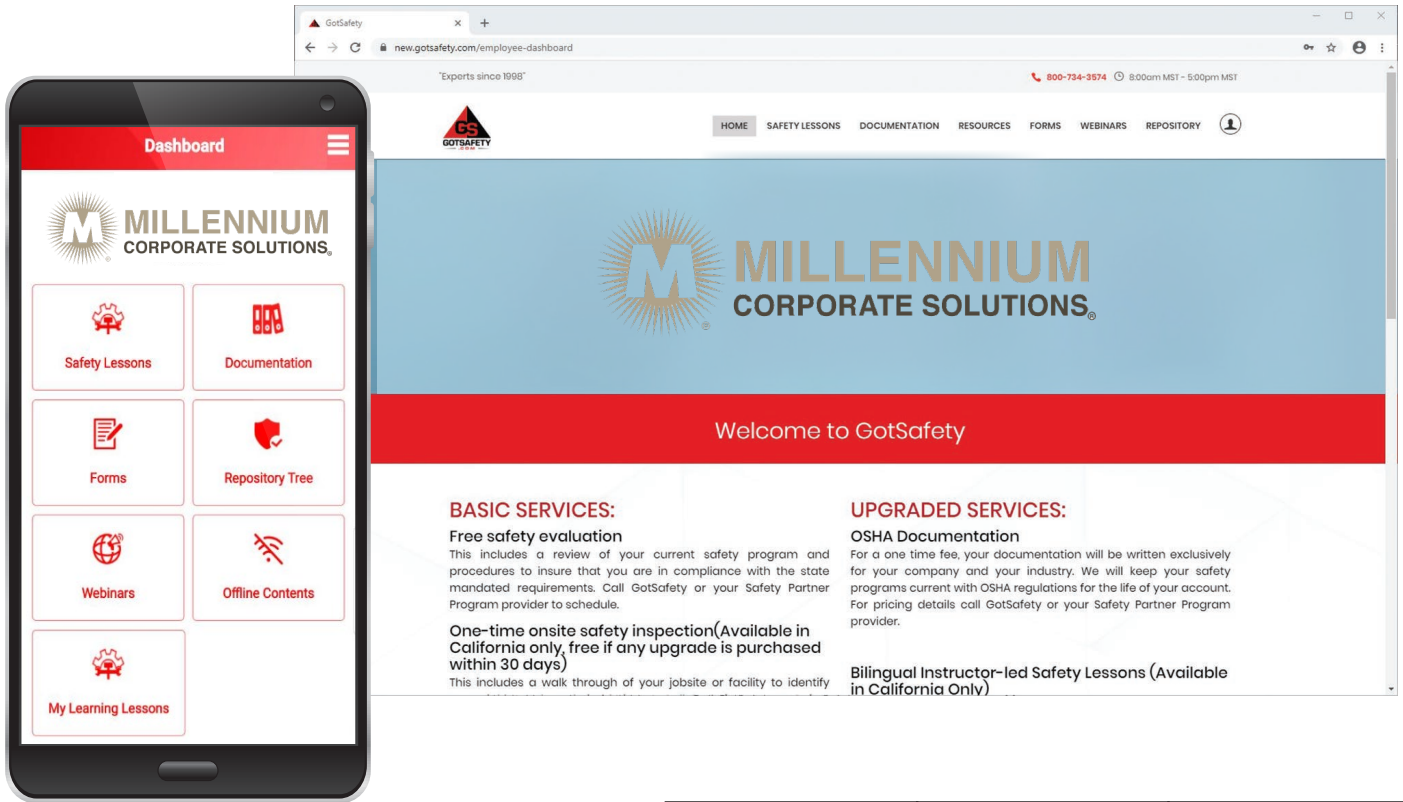 GotSafety
new.gotsafety.com/employee-dashboard
"Experts since 1998"
800-734-3574 8:00am MST - 5:00pm MST
GS
GOTSAFETY
.COM
HOME SAFETY LESSONS DOCUMENTATION RESOURCES FORMS WEBINARS REPOSITORY
M MILLENNIUM
CORPORATE SOLUTIONS®
Welcome to GotSafety
BASIC SERVICES:
Free safety evaluation
This includes a review of your current safety program and
procedures to insure that you are in compliance with the state
mandated requirements. Call GotSafety or your Safety Partner
Program provider to schedule.
One-time onsite safety inspection(Available in
California only, free if any upgrade is purchased
within 30 days)
This includes a walk through of your jobsite or facility to identify
UPGRADED SERVICES:
OSHA Documentation
For a one time fee, your documentation will be written exclusively
for your company and your industry. We will keep your safety
programs current with OSHA regulations for the life of your account.
For pricing details call GotSafety or your Safety Partner Program
provider.
Bilingual Instructor-led Safety Lessons (Available
in California Only)
Dashboard
M MILLENNIUM
CORPORATE SOLUTIONS®
Safety Lessons
Documentation
Forms
Repository Tree
Webinars
Offline Contents
My Learning Lessons